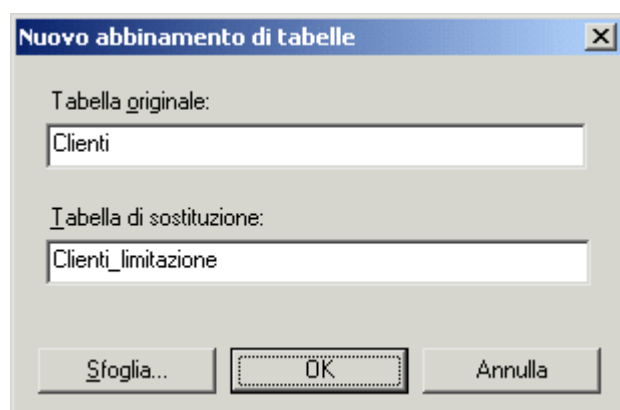 Nuovo abbinamento di tabelle
Tabella originale:
Clienti
Tabella di sostituzione:
Clienti_limitazione
Sfoglia... OK Annulla